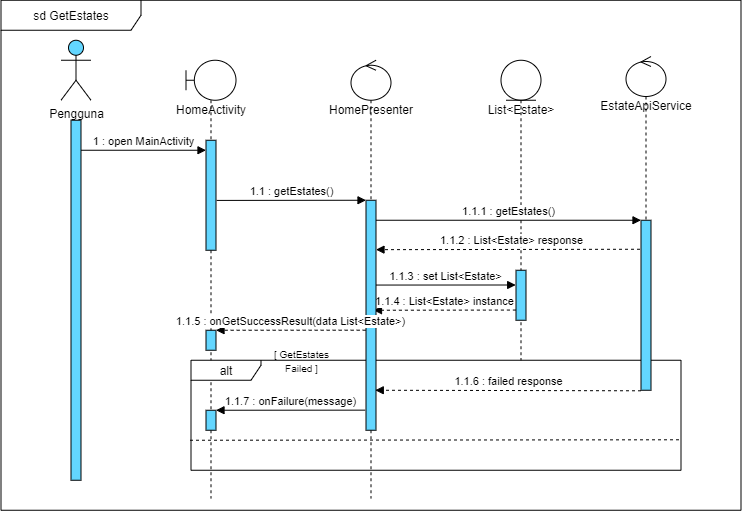 sd GetEstates
Pengguna
HomeActivity
HomePresenter
List<Estate>
EstateApiService
1 : open MainActivity
1.1 : getEstates()
1.1.1 : getEstates()
1.1.2 : List<Estate> response
1.1.3 : set List<Estate>
1.1.4 : List<Estate> instance
1.1.5 : onGetSuccessResult(data List<Estate>)
alt
[ GetEstates
Failed ]
1.1.6 : failed response
1.1.7 : onFailure(message)